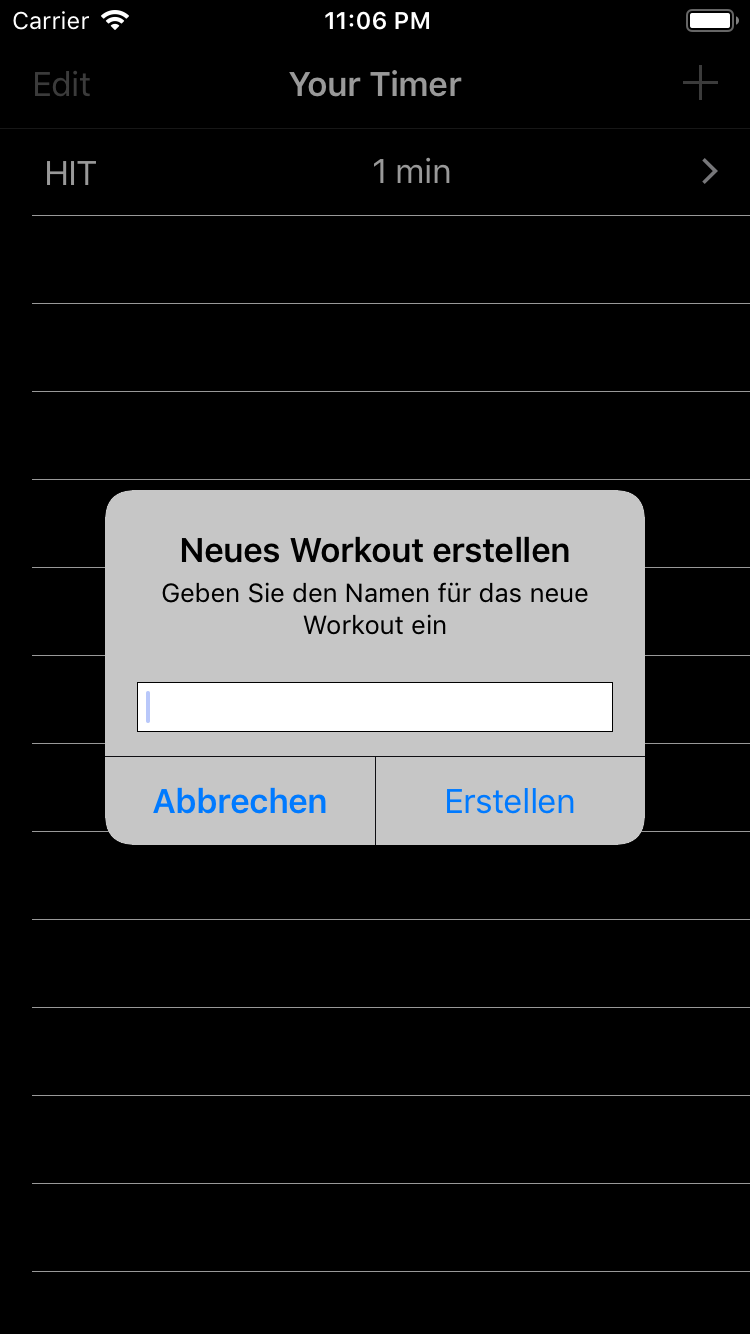 Carrier 11:06 PM
Edit Your Timer
HIT 1 min
Neues Workout erstellen
Geben Sie den Namen für das neue
Workout ein
Abbrechen Erstellen